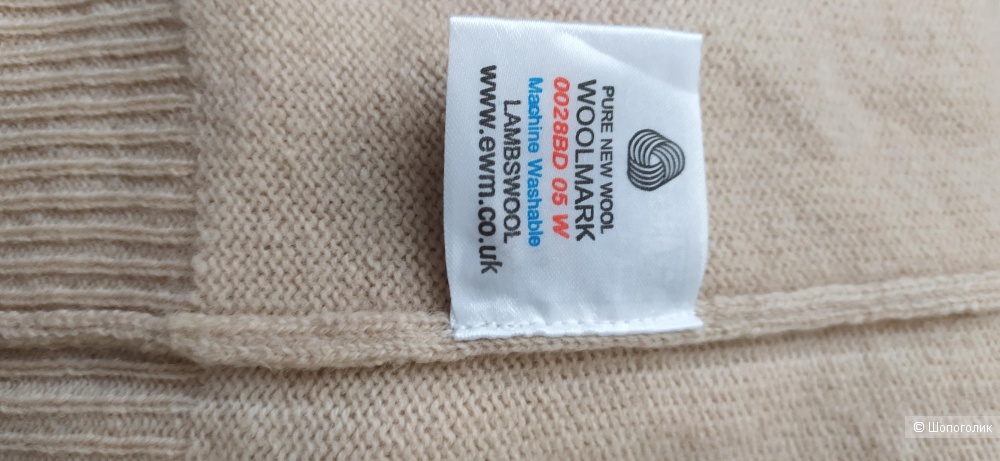 PURE NEW WOOL
WOOLMARK
0028BD 05 W
Machine Washable
LAMBSWOOL
www.ewm.co.uk
© Шопоголик